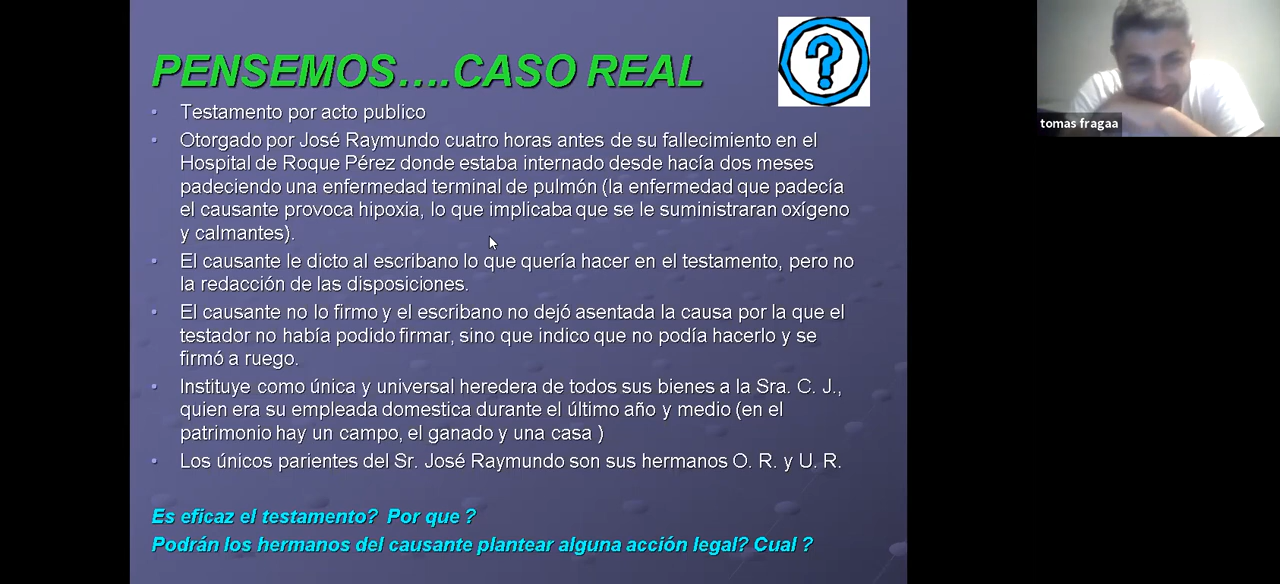 PENSEMOS....CASO REAL
?
tomas fragaa
Testamento por acto publico
Otorgado por José Raymundo cuatro horas antes de su fallecimiento en el
Hospital de Roque Pérez donde estaba internado desde hacía dos meses
padeciendo una enfermedad terminal de pulmón (la enfermedad que padecía
el causante provoca hipoxia, lo que implicaba que se le suministraran oxígeno
y calmantes).
El causante le dicto al escribano lo que quería hacer en el testamento, pero no
la redacción de las disposiciones.
El causante no lo firmo y el escribano no dejó asentada la causa por la que el
testador no había podido firmar, sino que indico que no podía hacerlo y se
firmó a ruego.
Instituye como única y universal heredera de todos sus bienes a la Sra. C. J.,
quien era su empleada domestica durante el último año y medio (en el
patrimonio hay un campo, el ganado y una casa )
Los únicos parientes del Sr. José Raymundo son sus hermanos O. R. y U. R.
Es eficaz el testamento? Por que ?
Podrán los hermanos del causante plantear alguna acción legal? Cual ?